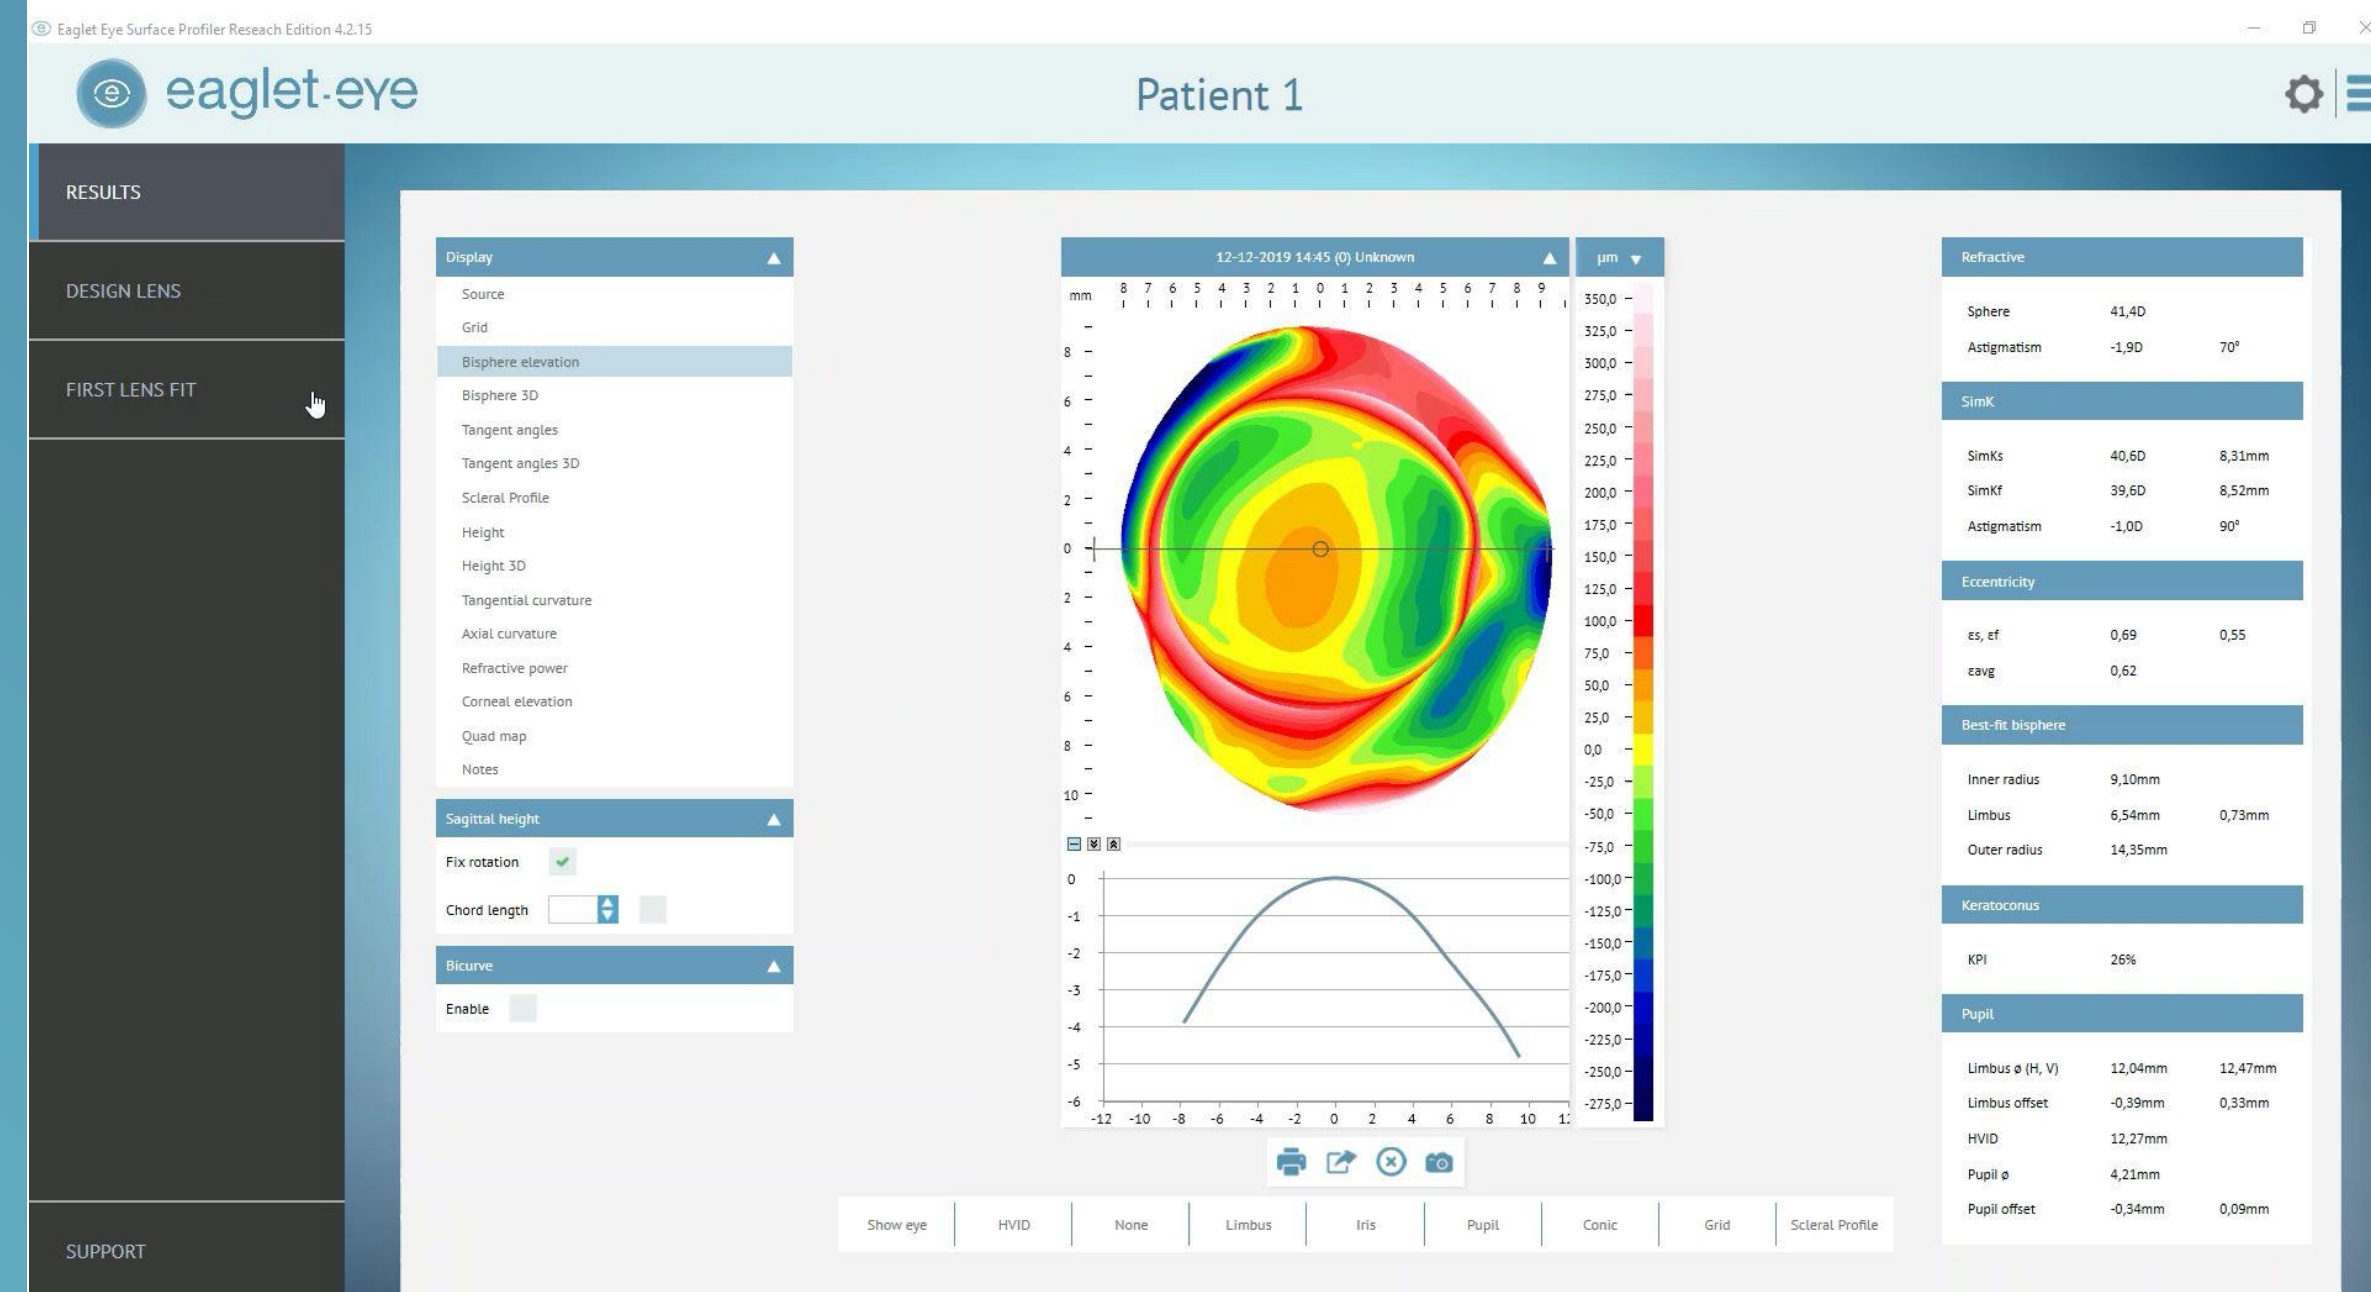 Eaglet Eye Surface Profiler Reseach Edition 4.2.15
eaglet-eye
Patient 1
RESULTS
DESIGN LENS
FIRST LENS FIT
SUPPORT
Display
Source
Grid
Bisphere elevation
Bisphere 3D
Tangent angles
Tangent angles 3D
Scleral Profile
Height
Height 3D
Tangential curvature
Axial curvature
Refractive power
Corneal elevation
Quad map
Notes
Sagittal height
Fix rotation
Chord length
Bicurve
Enable
12-12-2019 14:45 (0) Unknown
mm 8 7 6 5 4 3 2 1 0 1 2 3 4 5 6 7 8 9
8
6
4
2
0
2
4
6
8
10
0
-1
-2
-3
-4
-5
-6
-12 -10 -8 -6 -4 -2 0 2 4 6 8 10
µm
350,0
325,0
300,0
275,0
250,0
225,0
200,0
175,0
150,0
125,0
100,0
75,0
50,0
25,0
0,0
-25,0
-50,0
-75,0
-100,0
-125,0
-150,0
-175,0
-200,0
-225,0
-250,0
-275,0
Show eye HVID None Limbus Iris Pupil Conic Grid Scleral Profile
Refractive
Sphere 41,4D
Astigmatism -1,9D 70°
SimK
SimKs 40,6D 8,31mm
SimKf 39,6D 8,52mm
Astigmatism -1,0D 90°
Eccentricity
εs, εf 0,69 0,55
εavg 0,62
Best-fit bisphere
Inner radius 9,10mm
Limbus 6,54mm 0,73mm
Outer radius 14,35mm
Keratoconus
KPI 26%
Pupil
Limbus ø (H, V) 12,04mm 12,47mm
Limbus offset -0,39mm 0,33mm
HVID 12,27mm
Pupil ø 4,21mm
Pupil offset -0,34mm 0,09mm